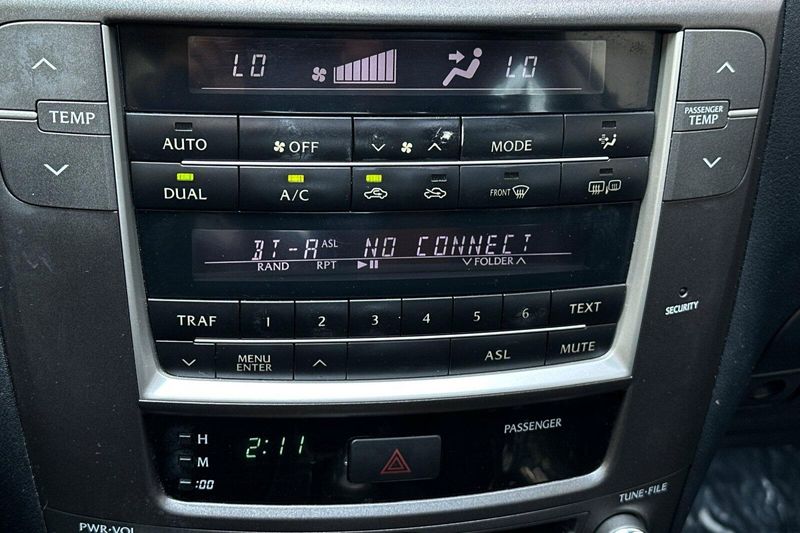 LO LO
TEMP PASSENGER TEMP
AUTO OFF MODE
DUAL A/C FRONT
BT-A ASL NO CONNECT
RAND RPT FOLDER
TRAF 1 2 3 4 5 6 TEXT
MENU ENTER ASL MUTE
SECURITY
H
M
:00
2:11
PASSENGER
PWR·VOL
TUNE·FILE